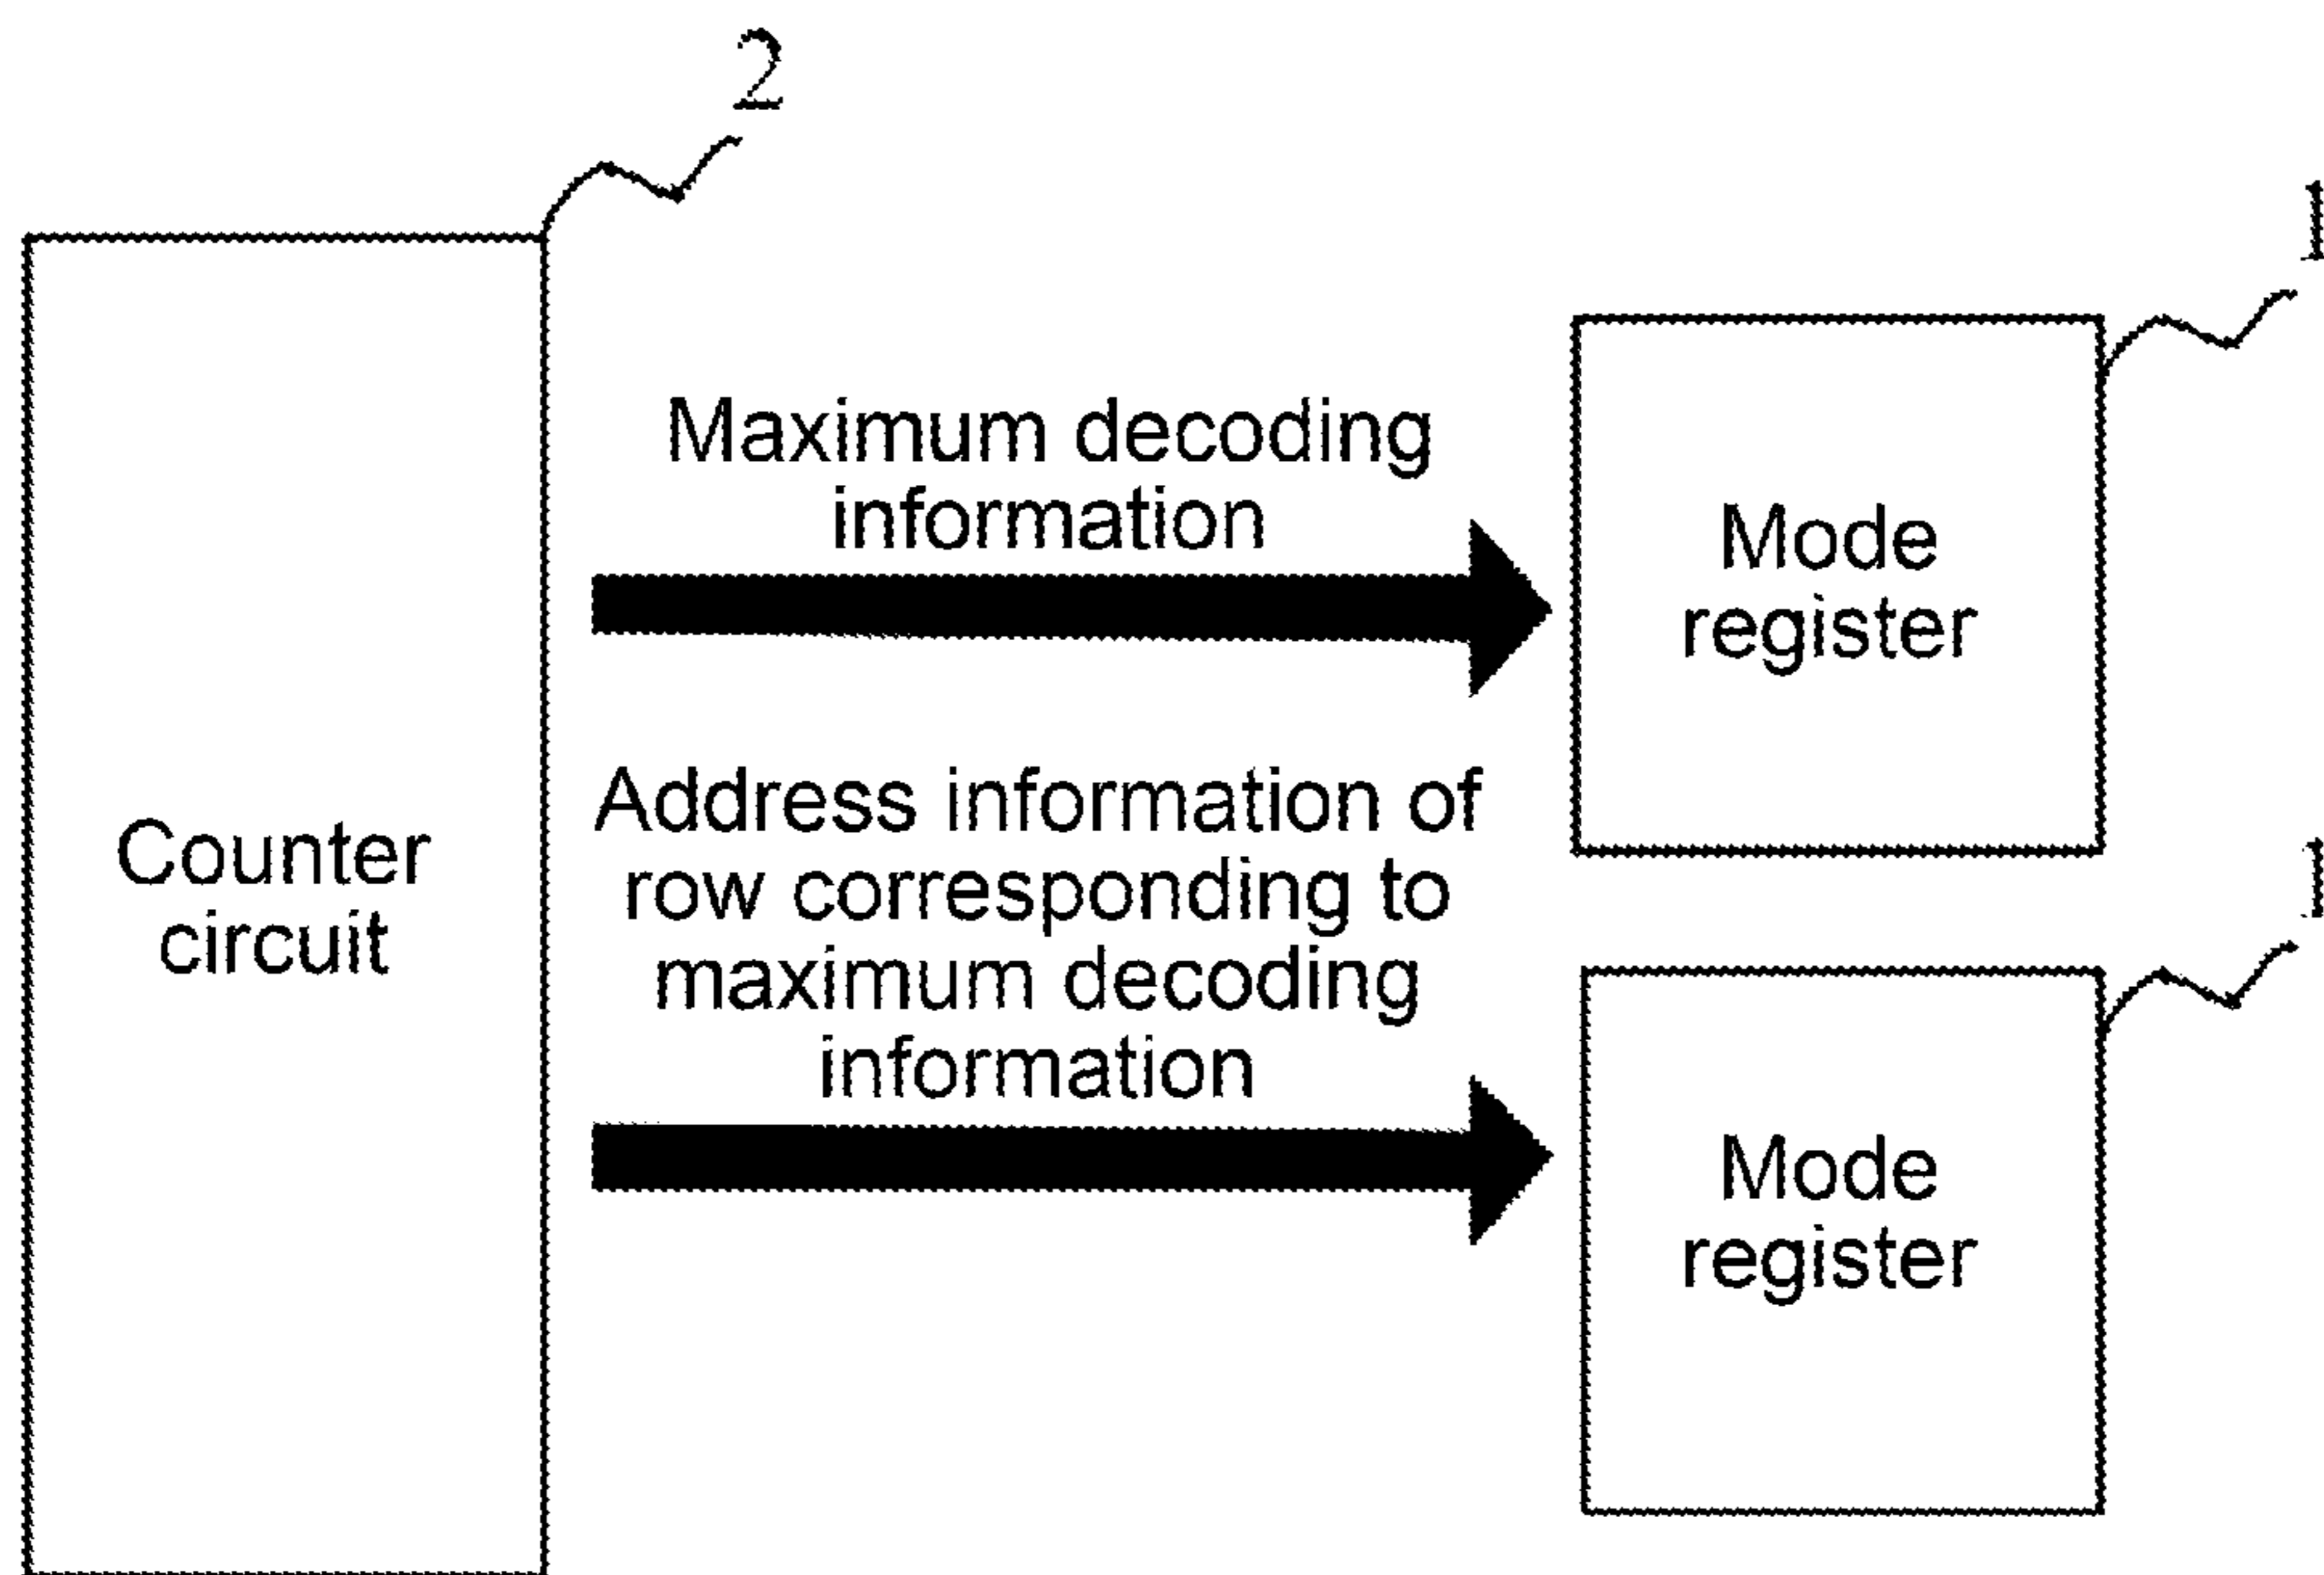 2
1
Maximum decoding
information
Mode
register
Counter
circuit
Address information of
row corresponding to
maximum decoding
information
1
Mode
register